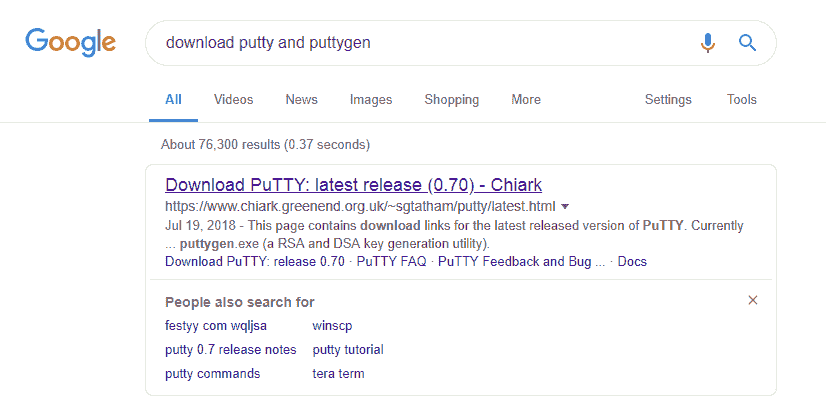 Google
download putty and puttygen
All Videos News Images Shopping More Settings Tools
About 76,300 results (0.37 seconds)
Download PuTTY: latest release (0.70) - Chiark
https://www.chiark.greenend.org.uk/~sgtatham/putty/latest.html
Jul 19, 2018 - This page contains download links for the latest released version of PuTTY. Currently
... puttygen.exe (a RSA and DSA key generation utility).
Download PuTTY: release 0.70 · PuTTY FAQ · PuTTY Feedback and Bug ... · Docs
People also search for
festyy com wqljsa winscp
putty 0.7 release notes putty tutorial
putty commands tera term